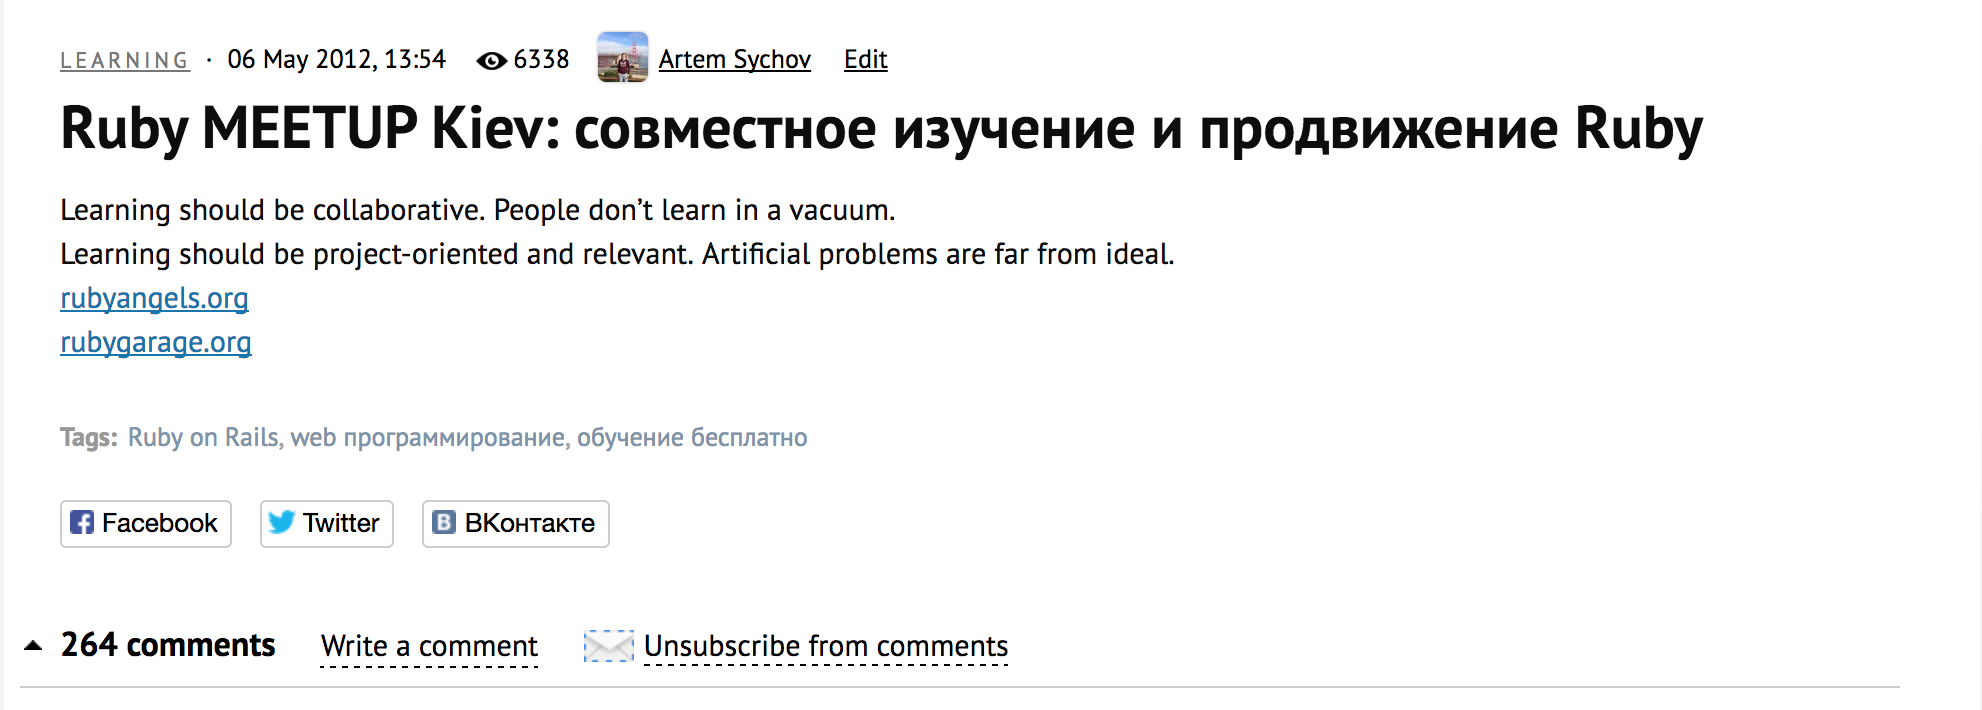 LEARNING · 06 May 2012, 13:54 6338 Artem Sychov Edit
Ruby MEETUP Kiev: совместное изучение и продвижение Ruby
Learning should be collaborative. People don’t learn in a vacuum.
Learning should be project-oriented and relevant. Artificial problems are far from ideal.
rubyangels.org
rubygarage.org
Tags: Ruby on Rails, web программирование, обучение бесплатно
Facebook Twitter ВКонтакте
264 comments Write a comment Unsubscribe from comments